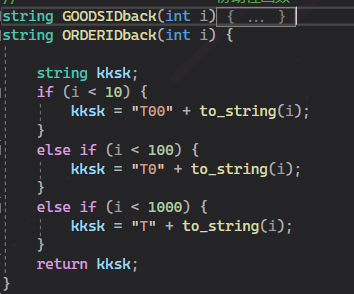 string GOODSIDback(int i) { ... }
string ORDERIDback(int i) {
string kksk;
if (i < 10) {
kksk = "T00" + to_string(i);
}
else if (i < 100) {
kksk = "T0" + to_string(i);
}
else if (i < 1000) {
kksk = "T" + to_string(i);
}
return kksk;
}